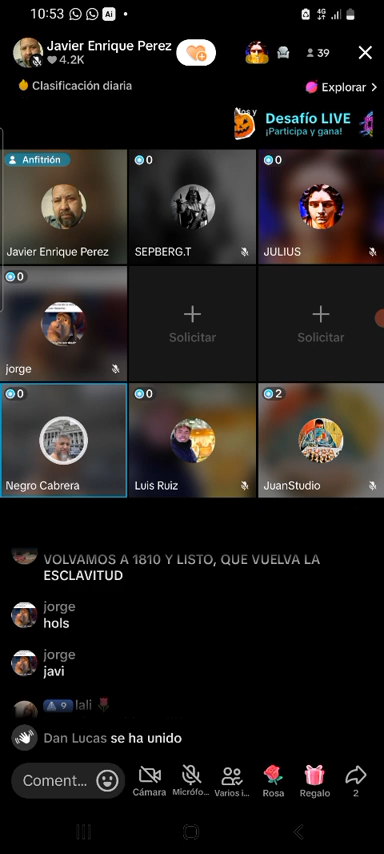 10:53 Ai 4G
Javier Enrique Perez
4.2K
39
Clasificación diaria
Explorar
Desafío LIVE
¡Participa y gana!
Anfitrión
0
0
Javier Enrique Perez
SEPBERG.T
JULIUS
0
Solicitar
Solicitar
jorge
0
0
2
Negro Cabrera
Luis Ruiz
JuanStudio
VOLVAMOS A 1810 Y LISTO, QUE VUELVA LA
ESCLAVITUD
jorge
hols
jorge
javi
9 lali
Dan Lucas se ha unido
Coment...
Cámara
Micrófo...
Varios i...
Rosa
Regalo
2